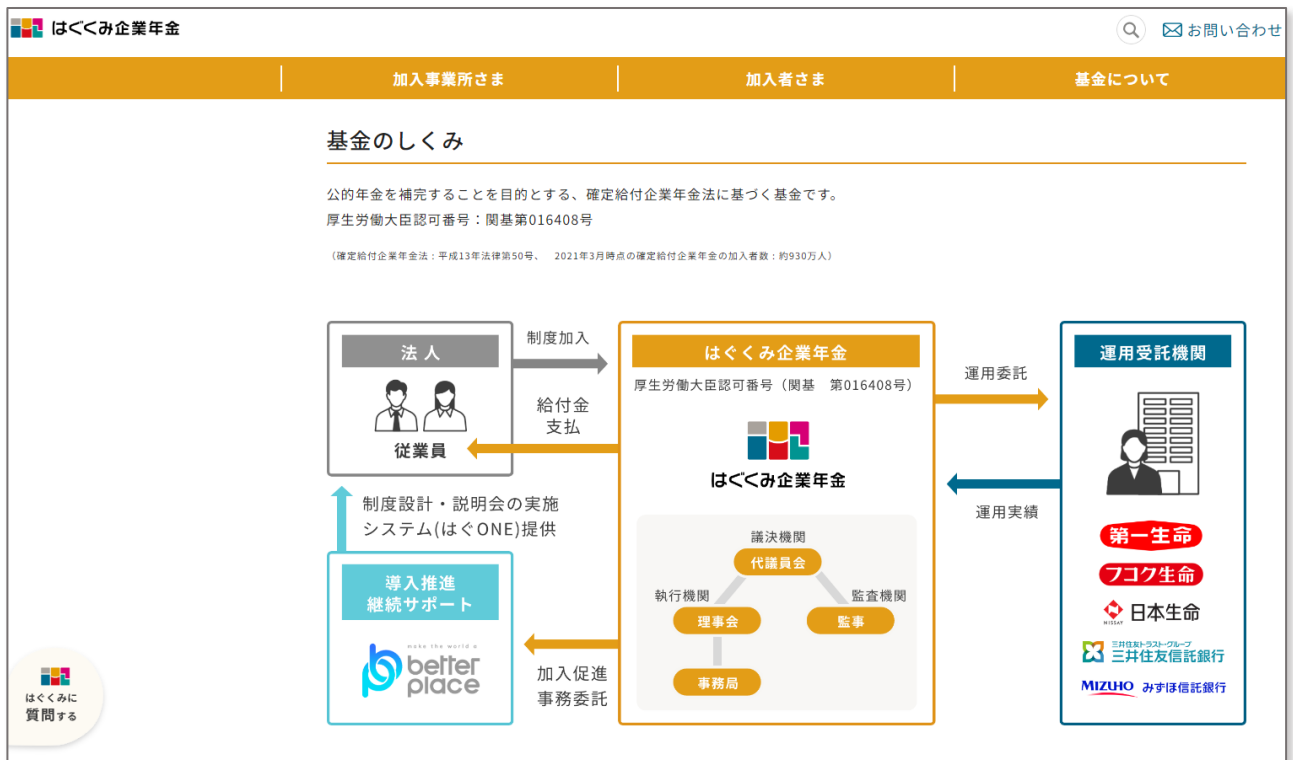 はぐくみ企業年金
お問い合わせ
加入事業所さま
加入者さま
基金について
基金のしくみ
公的年金を補完することを目的とする、確定給付企業年金法に基づく基金です。
厚生労働大臣認可番号：関基第016408号
（確定給付企業年金法：平成13年法律第50号、　2021年3月時点の確定給付企業年金の加入者数：約930万人）
法人
従業員
制度加入
給付金
支払
はぐくみ企業年金
厚生労働大臣認可番号（関基　第016408号）
はぐくみ企業年金
議決機関
代議員会
執行機関
監査機関
理事会
監事
事務局
運用委託
運用実績
運用受託機関
第一生命
フコク生命
NISSAY 日本生命
三井住友トラスト・グループ
三井住友信託銀行
MIZUHO みずほ信託銀行
制度設計・説明会の実施
システム(はぐONE)提供
導入推進
継続サポート
make the world a
better
place
加入促進
事務委託
はぐくみに
質問する